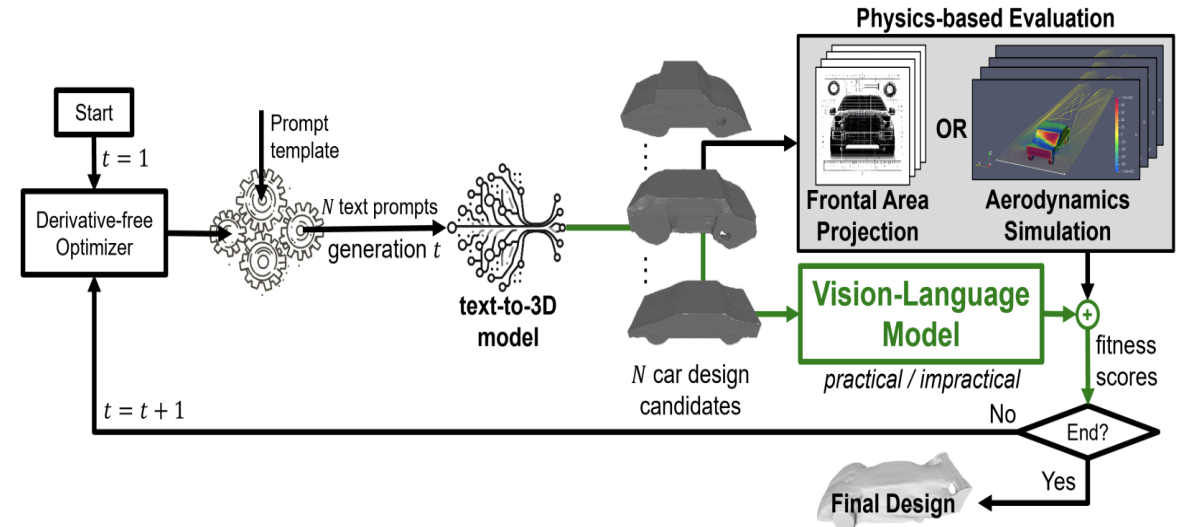 Physics-based Evaluation
Start
t = 1
Derivative-free
Optimizer
Prompt
template
N text prompts
generation t
text-to-3D
model
N car design
candidates
Frontal Area
Projection
OR
Aerodynamics
Simulation
Vision-Language
Model
practical / impractical
+
fitness
scores
End?
No
t = t + 1
Yes
Final Design